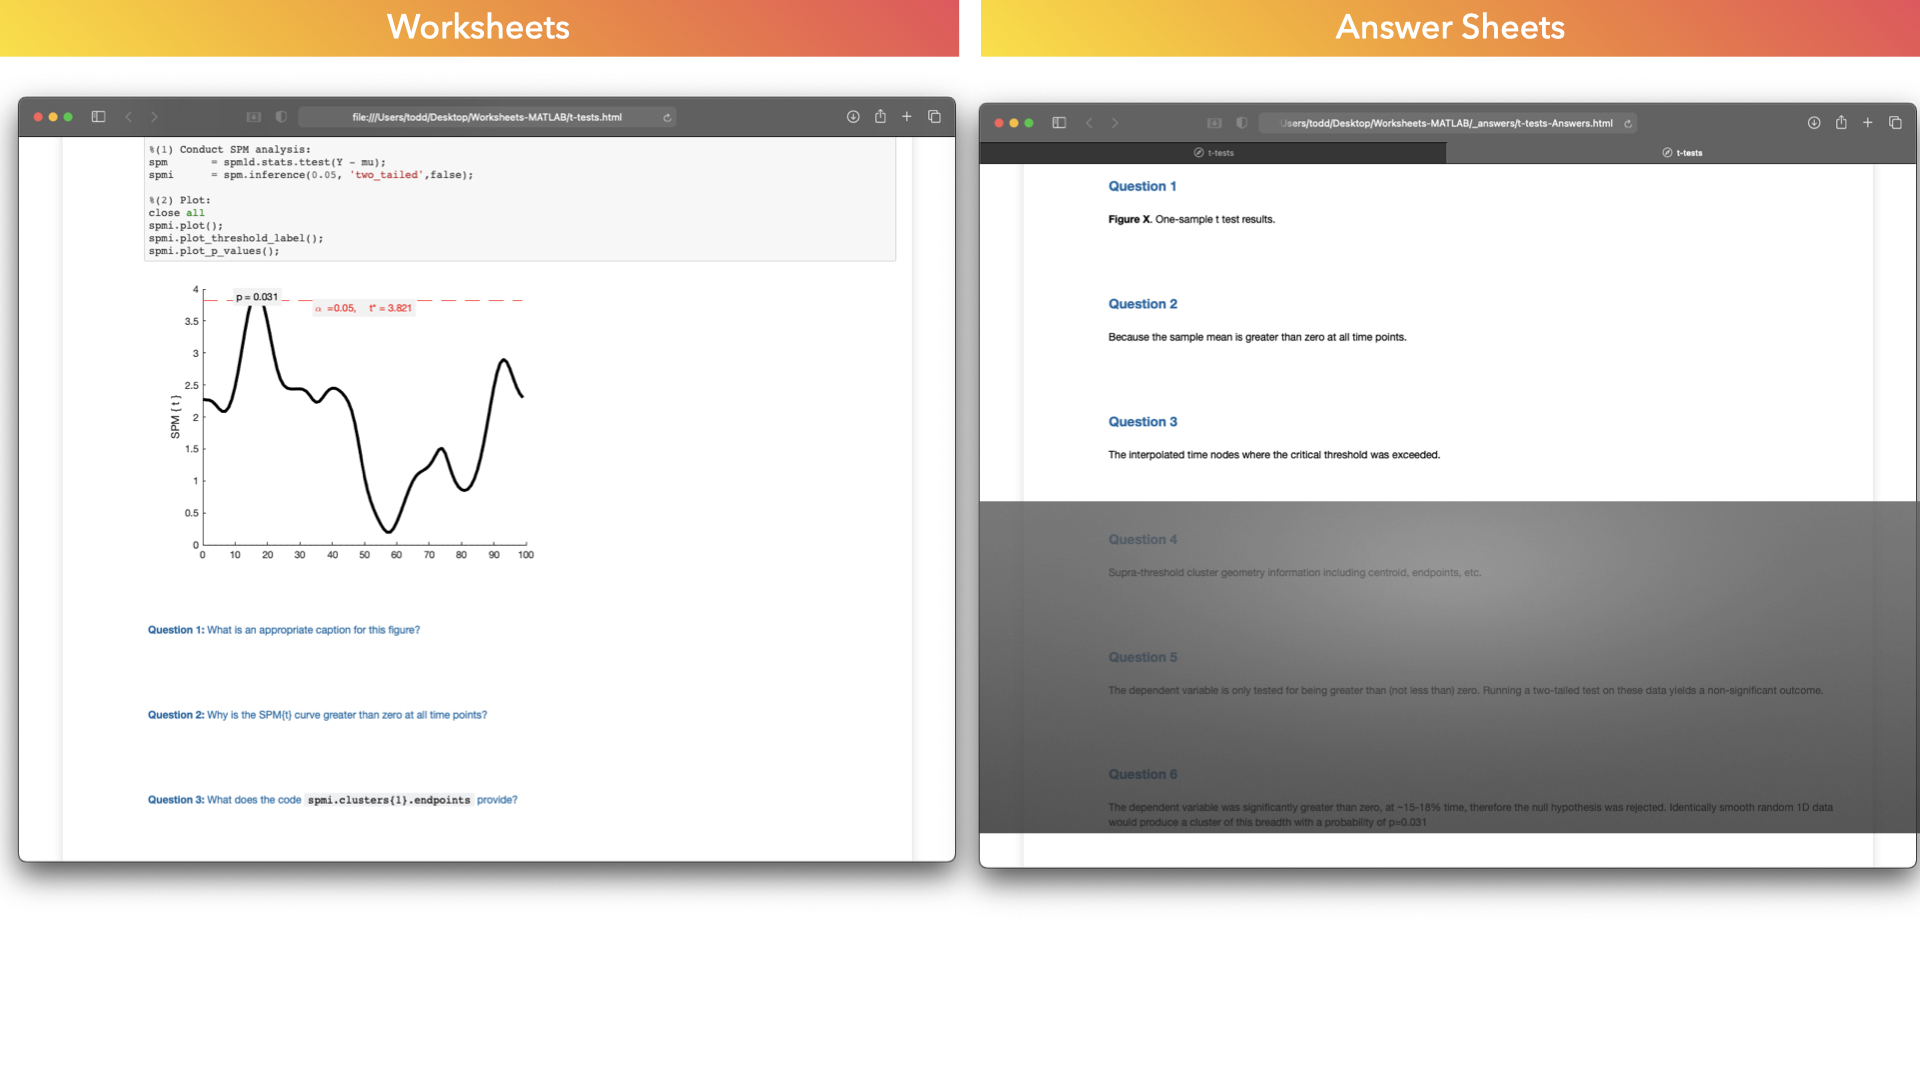 Worksheets
file:///Users/todd/Desktop/Worksheets-MATLAB/t-tests.html
%(1) Conduct SPM analysis:
spm = spm1d.stats.ttest(Y - mu);
spmi = spm.inference(0.05, 'two_tailed',false);
%(2) Plot:
close all
spmi.plot();
spmi.plot_threshold_label();
spmi.plot_p_values();
4
p = 0.031
α =0.05, t* = 3.821
3.5
3
2.5
2
1.5
1
0.5
0
SPM { t }
0 10 20 30 40 50 60 70 80 90 100
Question 1: What is an appropriate caption for this figure?
Question 2: Why is the SPM{t} curve greater than zero at all time points?
Question 3: What does the code spmi.clusters{1}.endpoints provide?
Answer Sheets
Users/todd/Desktop/Worksheets-MATLAB/_answers/t-tests-Answers.html
t-tests
t-tests
Question 1
Figure X. One-sample t test results.
Question 2
Because the sample mean is greater than zero at all time points.
Question 3
The interpolated time nodes where the critical threshold was exceeded.
Question 4
Supra-threshold cluster geometry information including centroid, endpoints, etc.
Question 5
The dependent variable is only tested for being greater than (not less than) zero. Running a two-tailed test on these data yields a non-significant outcome.
Question 6
The dependent variable was significantly greater than zero, at ~15-18% time, therefore the null hypothesis was rejected. Identically smooth random 1D data
would produce a cluster of this breadth with a probability of p=0.031